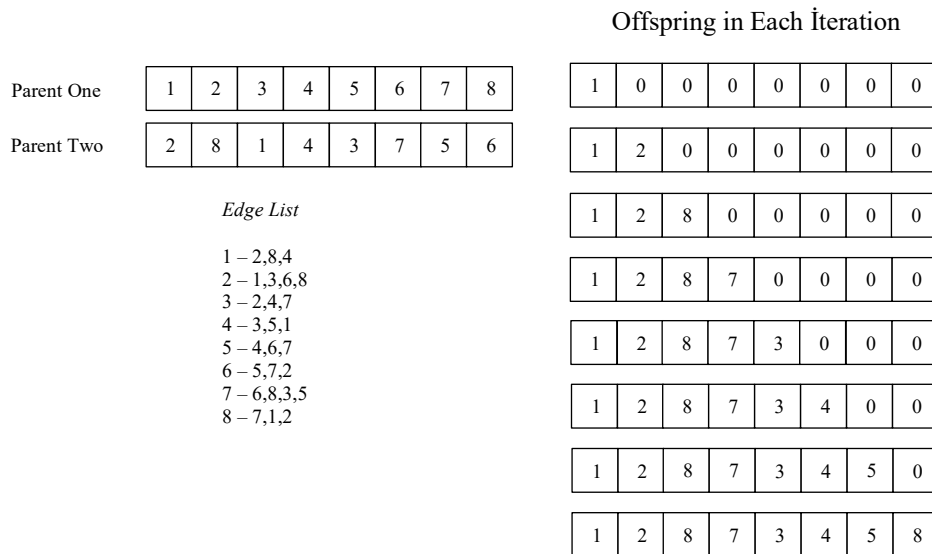 Offspring in Each İteration
Parent One 1 2 3 4 5 6 7 8
Parent Two 2 8 1 4 3 7 5 6
Edge List
1 – 2,8,4
2 – 1,3,6,8
3 – 2,4,7
4 – 3,5,1
5 – 4,6,7
6 – 5,7,2
7 – 6,8,3,5
8 – 7,1,2
1 0 0 0 0 0 0 0
1 2 0 0 0 0 0 0
1 2 8 0 0 0 0 0
1 2 8 7 0 0 0 0
1 2 8 7 3 0 0 0
1 2 8 7 3 4 0 0
1 2 8 7 3 4 5 0
1 2 8 7 3 4 5 8